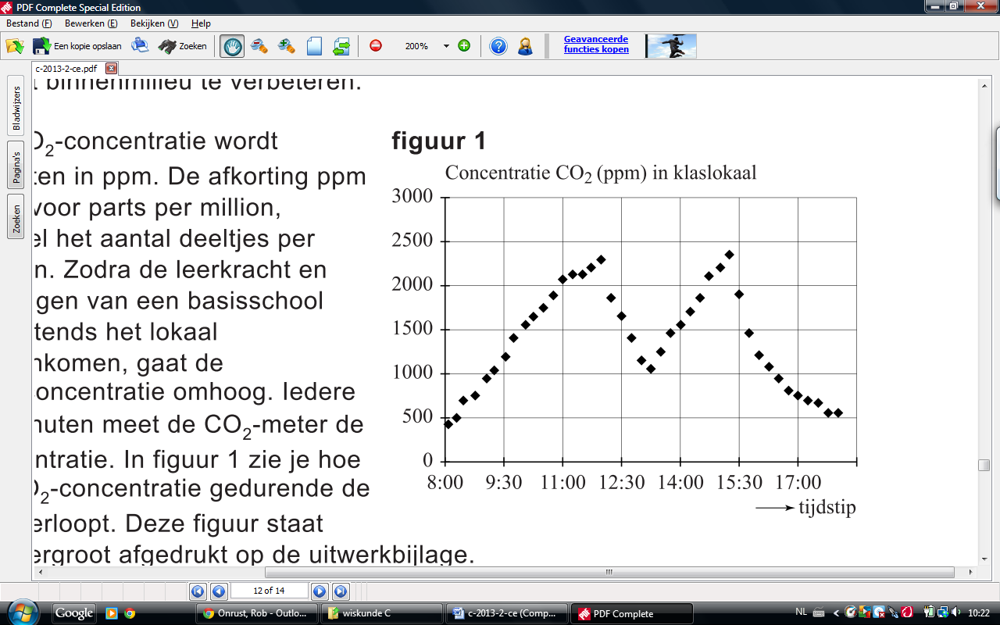 PDF Complete Special Edition
Bestand (F) Bewerken (E) Bekijken (V) Help
Een kopie opslaan Zoeken 200% Geavanceerde
functies kopen
c-2013-2-ce.pdf
Bladwijzers
Pagina's
Zoeken
t binnenmilieu te verbeteren.
O2-concentratie wordt
ten in ppm. De afkorting ppm
voor parts per million,
el het aantal deeltjes per
n. Zodra de leerkracht en
gen van een basisschool
tends het lokaal
nkomen, gaat de
concentratie omhoog. Iedere
nuten meet de CO2-meter de
ntratie. In figuur 1 zie je hoe
O2-concentratie gedurende de
erloopt. Deze figuur staat
ergroot afgedrukt op de uitwerkbijlage.
figuur 1
Concentratie CO2 (ppm) in klaslokaal
3000
2500
2000
1500
1000
500
0
8:00 9:30 11:00 12:30 14:00 15:30 17:00
tijdstip
12 of 14
Google Onrust, Rob - Outlo... wiskunde C c-2013-2-ce (Comp... PDF Complete NL 10:22